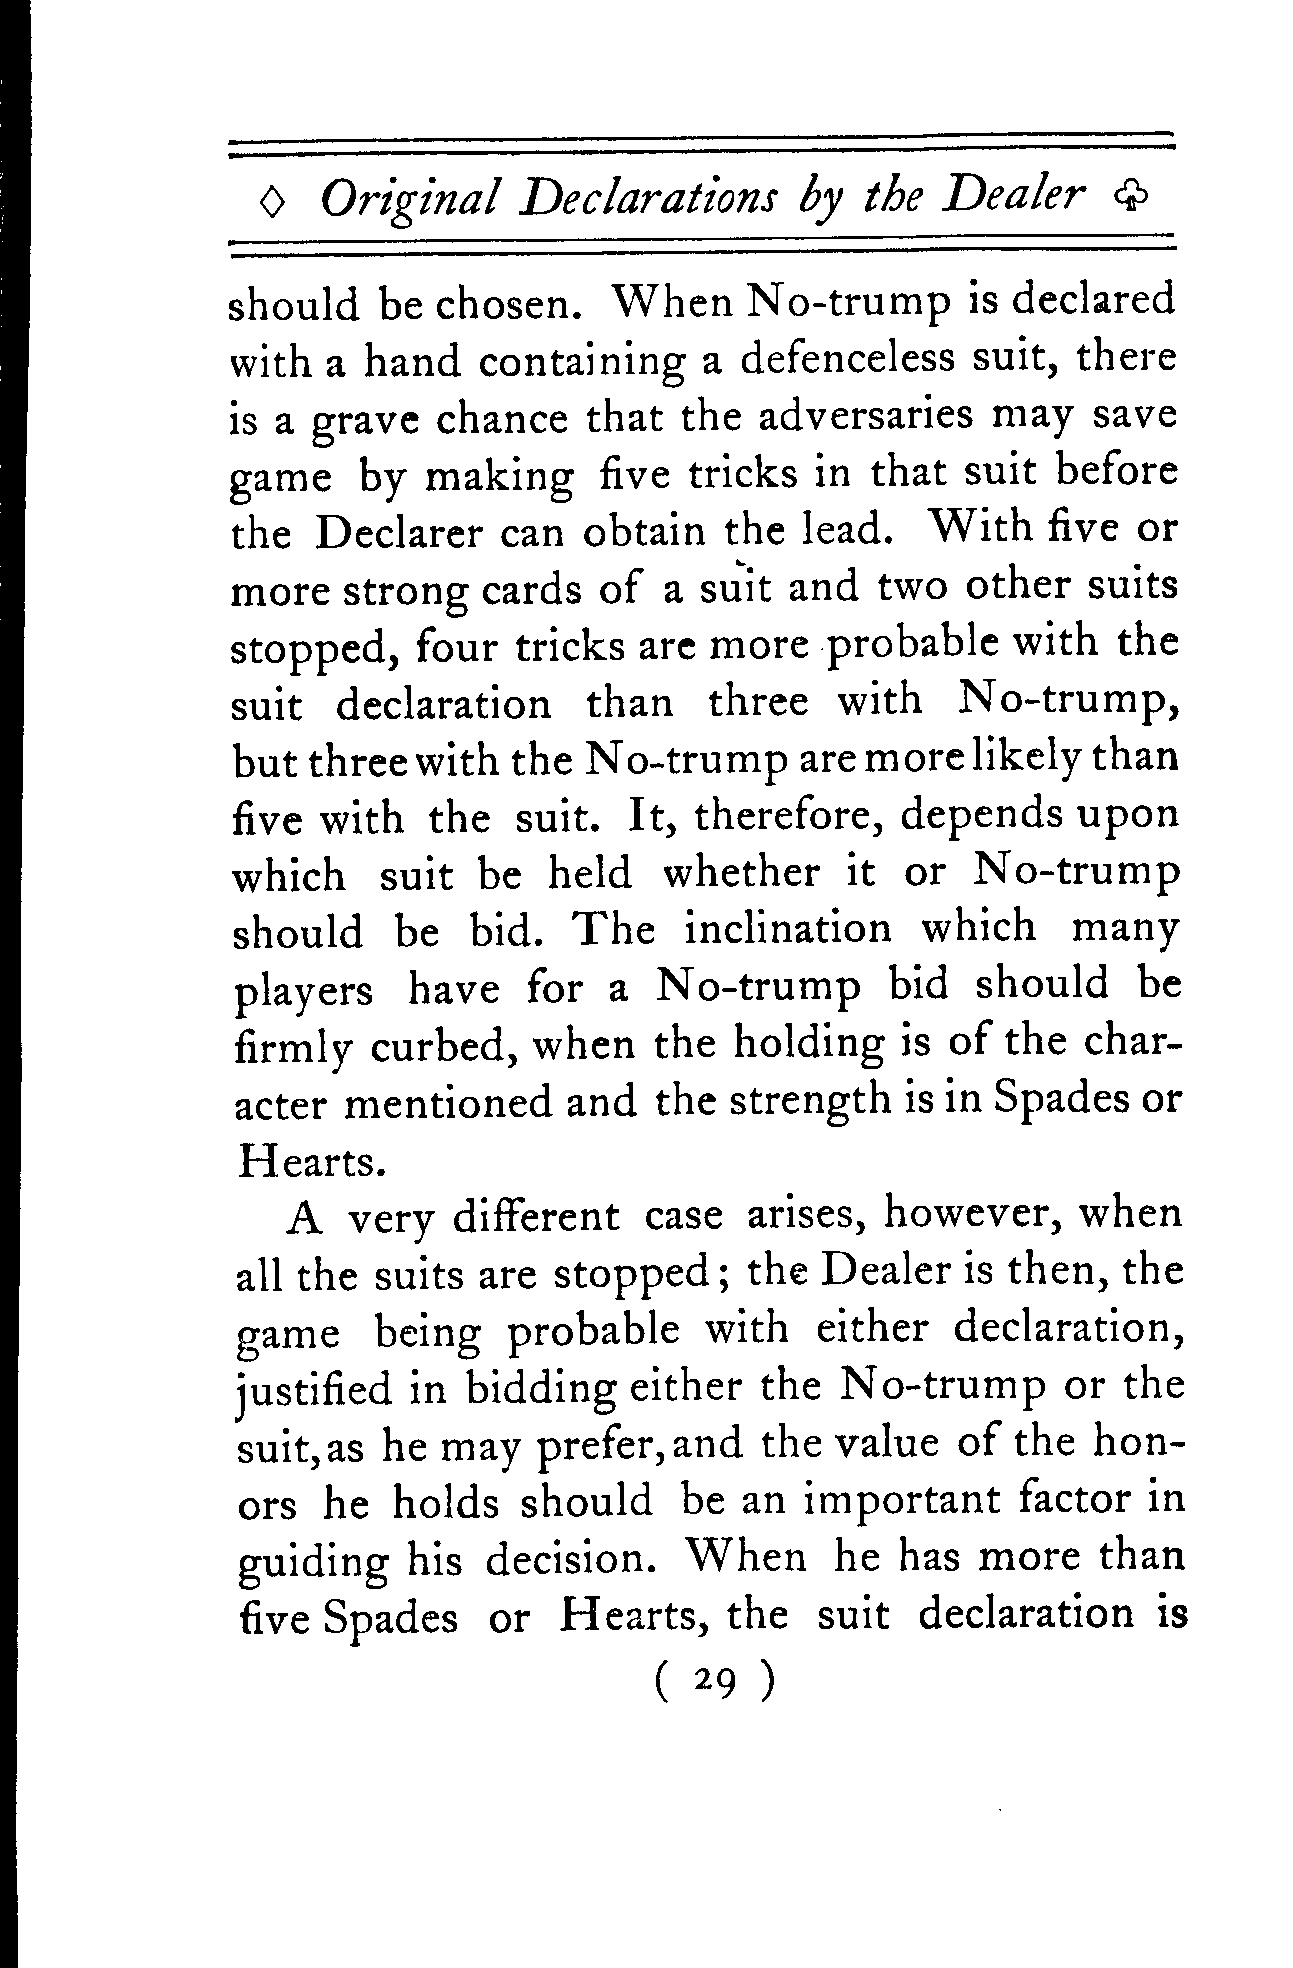 ◊ Original Declarations by the Dealer ♧
should be chosen. When No-trump is declared
with a hand containing a defenceless suit, there
is a grave chance that the adversaries may save
game by making five tricks in that suit before
the Declarer can obtain the lead. With five or
more strong cards of a suit and two other suits
stopped, four tricks are more probable with the
suit declaration than three with No-trump,
but three with the No-trump are more likely than
five with the suit. It, therefore, depends upon
which suit be held whether it or No-trump
should be bid. The inclination which many
players have for a No-trump bid should be
firmly curbed, when the holding is of the char-
acter mentioned and the strength is in Spades or
Hearts.
A very different case arises, however, when
all the suits are stopped; the Dealer is then, the
game being probable with either declaration,
justified in bidding either the No-trump or the
suit, as he may prefer, and the value of the hon-
ors he holds should be an important factor in
guiding his decision. When he has more than
five Spades or Hearts, the suit declaration is
( 29 )